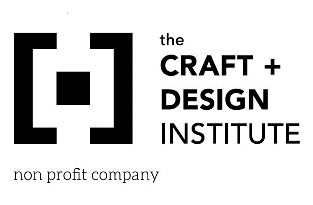 the
CRAFT +
DESIGN
INSTITUTE
non profit company